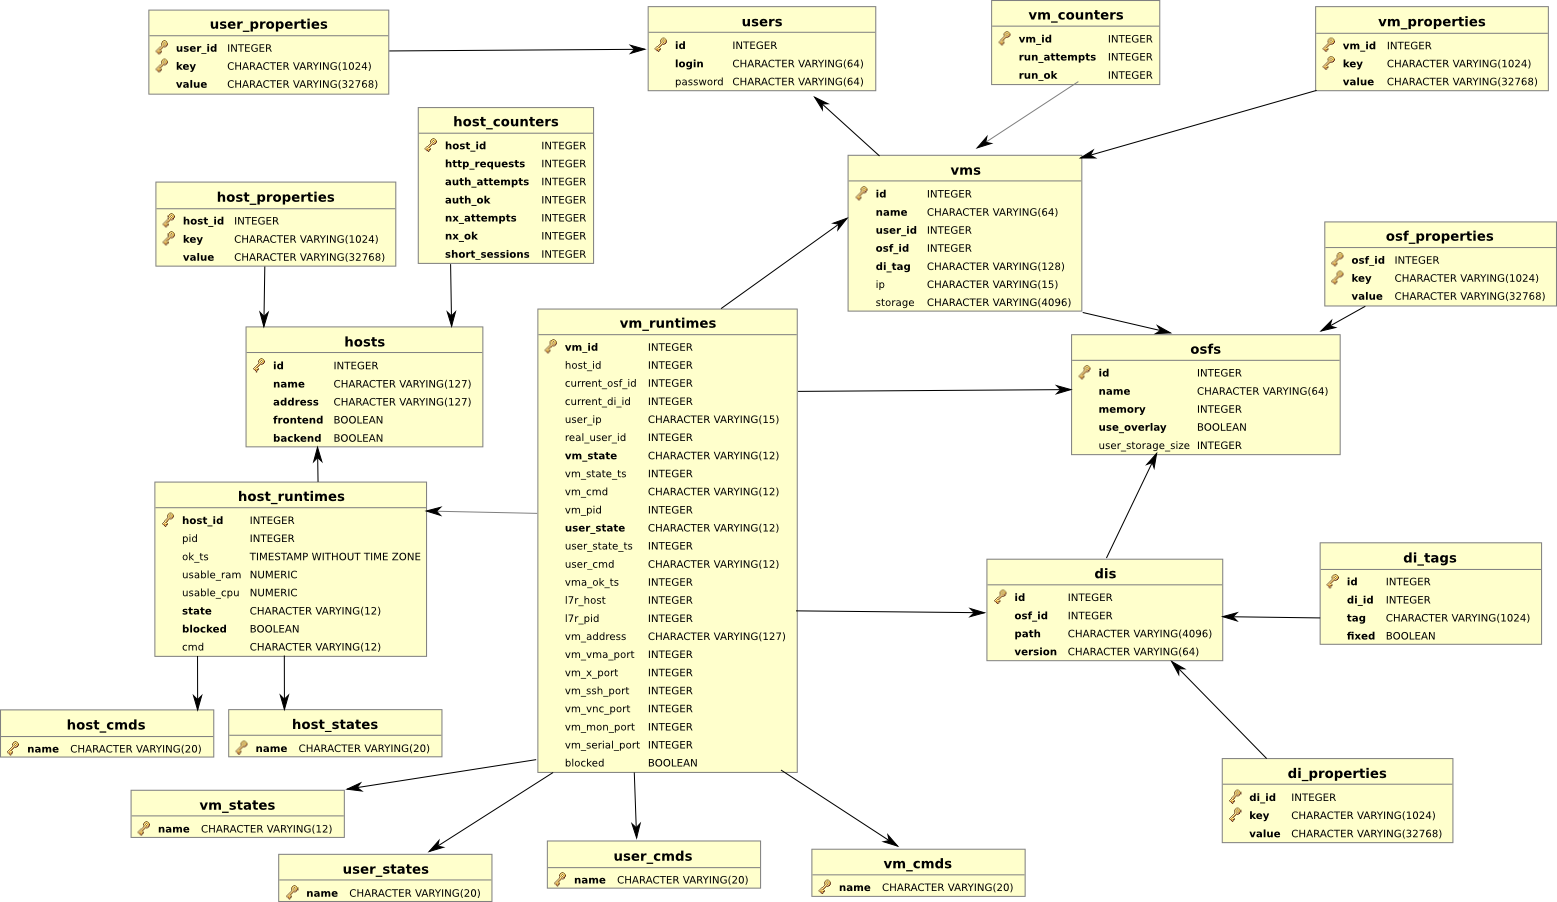 user_properties
user_id INTEGER
key CHARACTER VARYING(1024)
value CHARACTER VARYING(32768)
users
id INTEGER
login CHARACTER VARYING(64)
password CHARACTER VARYING(64)
vm_counters
vm_id INTEGER
run_attempts INTEGER
run_ok INTEGER
vm_properties
vm_id INTEGER
key CHARACTER VARYING(1024)
value CHARACTER VARYING(32768)
host_counters
host_id INTEGER
http_requests INTEGER
auth_attempts INTEGER
auth_ok INTEGER
nx_attempts INTEGER
nx_ok INTEGER
short_sessions INTEGER
host_properties
host_id INTEGER
key CHARACTER VARYING(1024)
value CHARACTER VARYING(32768)
vms
id INTEGER
name CHARACTER VARYING(64)
user_id INTEGER
osf_id INTEGER
di_tag CHARACTER VARYING(128)
ip CHARACTER VARYING(15)
storage CHARACTER VARYING(4096)
osf_properties
osf_id INTEGER
key CHARACTER VARYING(1024)
value CHARACTER VARYING(32768)
hosts
id INTEGER
name CHARACTER VARYING(127)
address CHARACTER VARYING(127)
frontend BOOLEAN
backend BOOLEAN
vm_runtimes
vm_id INTEGER
host_id INTEGER
current_osf_id INTEGER
current_di_id INTEGER
user_ip CHARACTER VARYING(15)
real_user_id INTEGER
vm_state CHARACTER VARYING(12)
vm_state_ts INTEGER
vm_cmd CHARACTER VARYING(12)
vm_pid INTEGER
user_state CHARACTER VARYING(12)
user_state_ts INTEGER
user_cmd CHARACTER VARYING(12)
vma_ok_ts INTEGER
l7r_host INTEGER
l7r_pid INTEGER
vm_address CHARACTER VARYING(127)
vm_vma_port INTEGER
vm_x_port INTEGER
vm_ssh_port INTEGER
vm_vnc_port INTEGER
vm_mon_port INTEGER
vm_serial_port INTEGER
blocked BOOLEAN
osfs
id INTEGER
name CHARACTER VARYING(64)
memory INTEGER
use_overlay BOOLEAN
user_storage_size INTEGER
host_runtimes
host_id INTEGER
pid INTEGER
ok_ts TIMESTAMP WITHOUT TIME ZONE
usable_ram NUMERIC
usable_cpu NUMERIC
state CHARACTER VARYING(12)
blocked BOOLEAN
cmd CHARACTER VARYING(12)
dis
id INTEGER
osf_id INTEGER
path CHARACTER VARYING(4096)
version CHARACTER VARYING(64)
di_tags
id INTEGER
di_id INTEGER
tag CHARACTER VARYING(1024)
fixed BOOLEAN
host_cmds
name CHARACTER VARYING(20)
host_states
name CHARACTER VARYING(20)
di_properties
di_id INTEGER
key CHARACTER VARYING(1024)
value CHARACTER VARYING(32768)
vm_states
name CHARACTER VARYING(12)
user_states
name CHARACTER VARYING(20)
user_cmds
name CHARACTER VARYING(20)
vm_cmds
name CHARACTER VARYING(20)